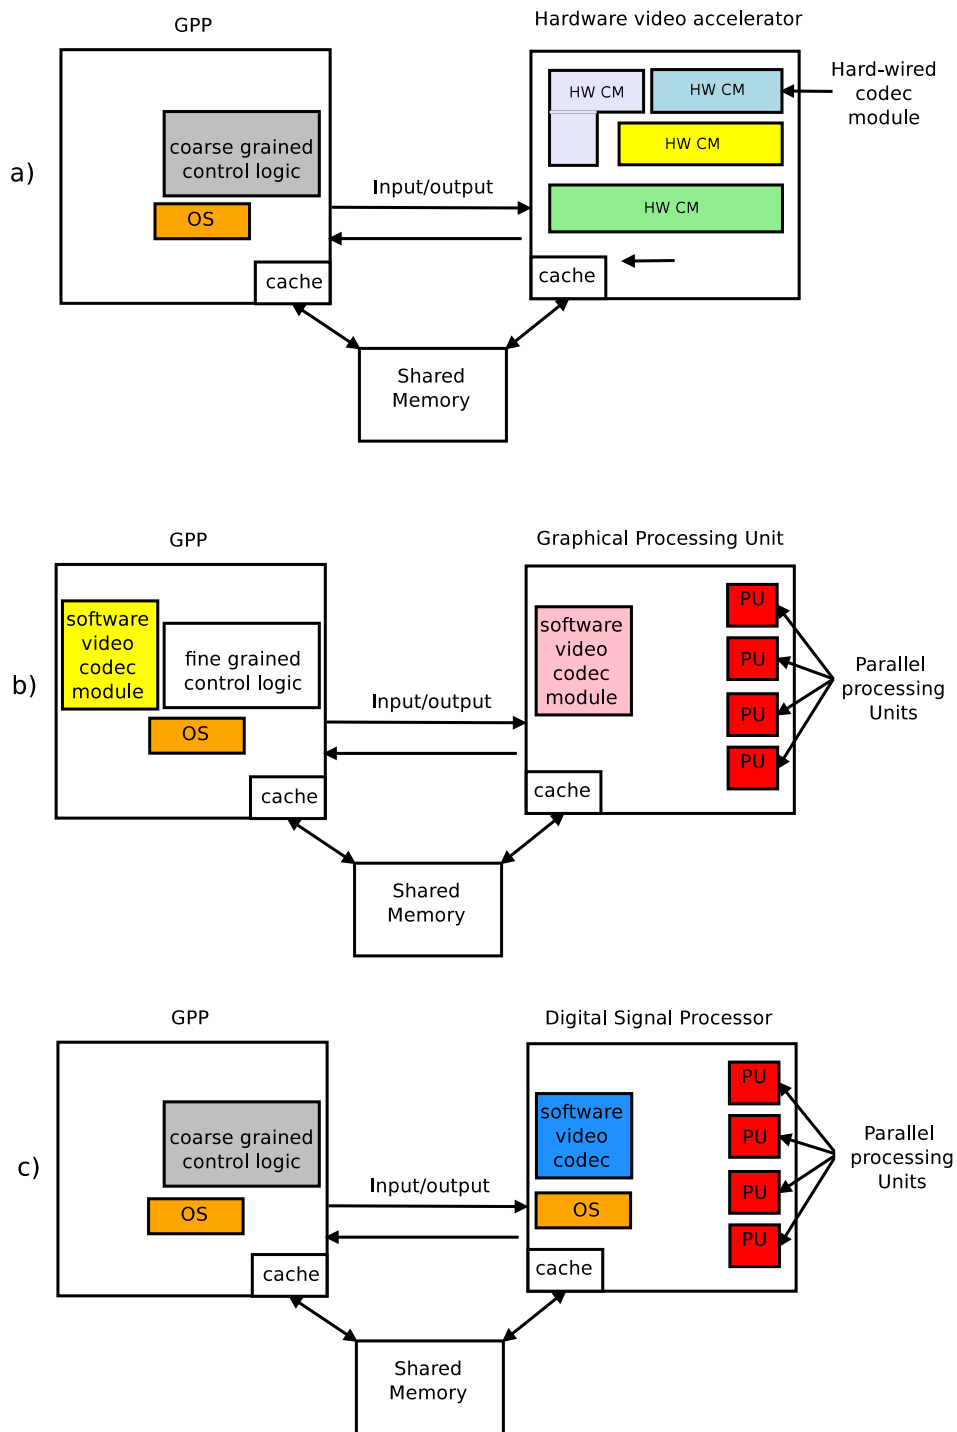 GPP
Hardware video accelerator
HW CM
HW CM
Hard-wired
codec
module
coarse grained
control logic
HW CM
a)
Input/output
HW CM
OS
cache
cache
Shared
Memory
GPP
Graphical Processing Unit
software
video
codec
module
fine grained
control logic
software
video
codec
module
PU
PU
PU
PU
Parallel
processing
Units
b)
Input/output
OS
cache
cache
Shared
Memory
GPP
Digital Signal Processor
coarse grained
control logic
software
video
codec
PU
PU
PU
PU
Parallel
processing
Units
c)
Input/output
OS
OS
cache
cache
Shared
Memory